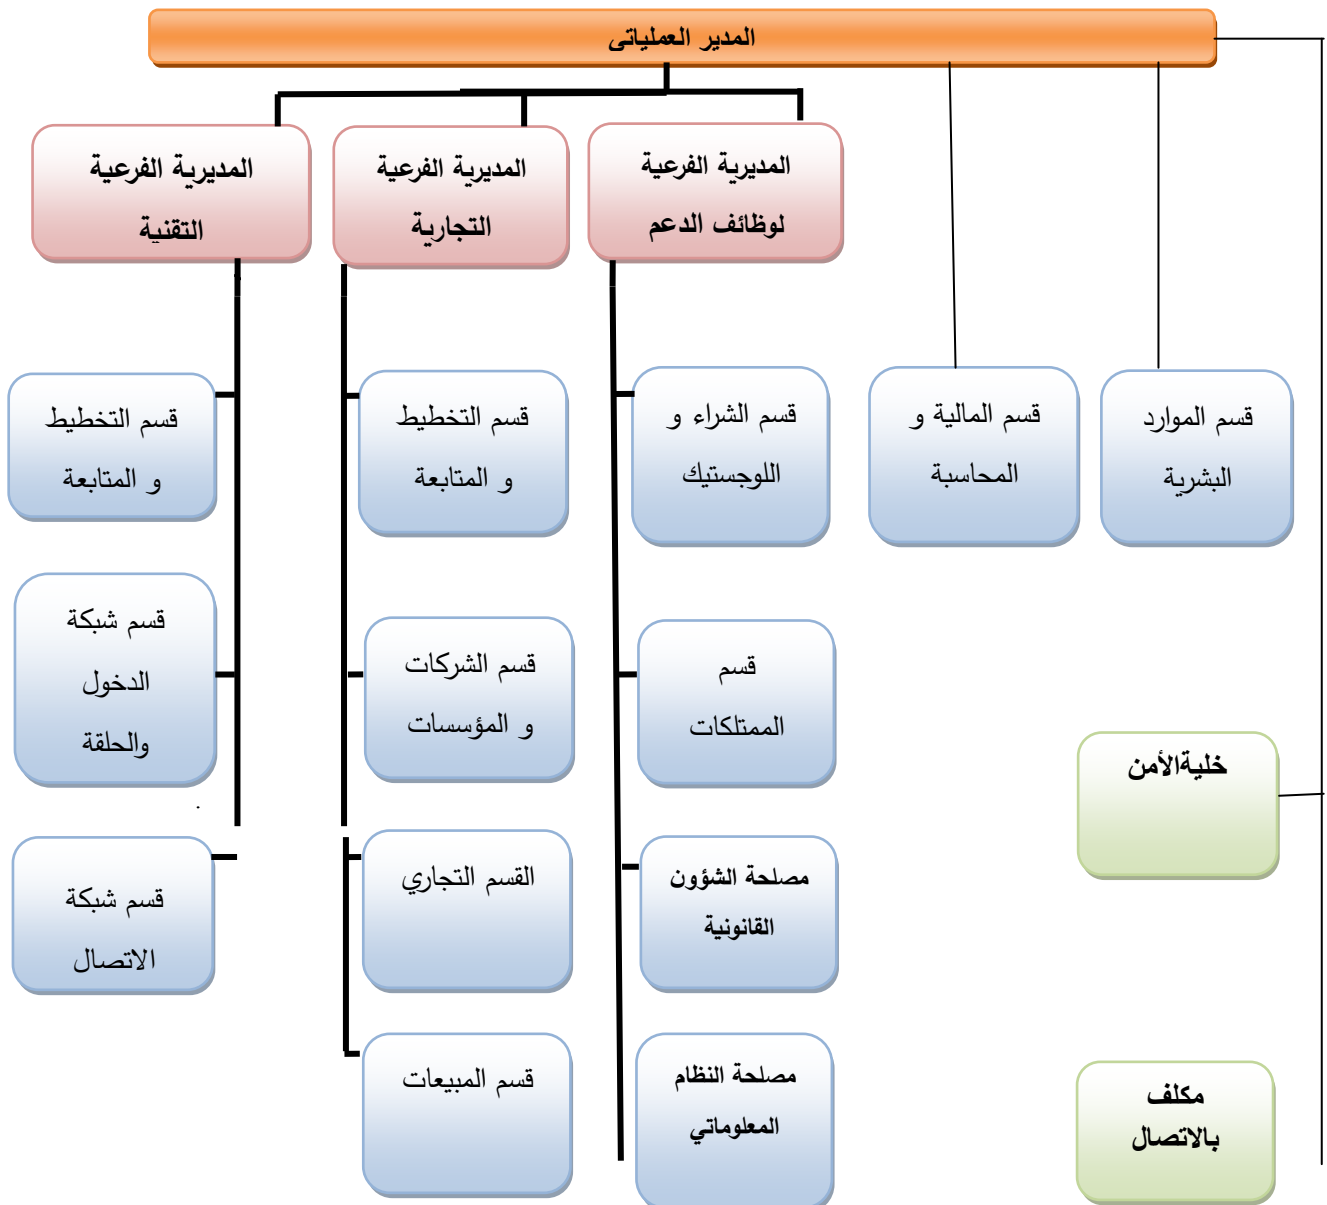 المدير العملياتى
المديرية الفرعية
لوظائف الدعم
المديرية الفرعية
التجارية
المديرية الفرعية
التقنية
قسم الموارد
البشرية
قسم المالية و
المحاسبة
قسم الشراء و
اللوجستيك
قسم التخطيط
و المتابعة
قسم التخطيط
و المتابعة
قسم
الممتلكات
قسم الشركات
و المؤسسات
قسم شبكة
الدخول
والحلقة
خليةالأمن
مصلحة الشؤون
القانونية
القسم التجاري
قسم شبكة
الاتصال
مكلف
بالاتصال
مصلحة النظام
المعلوماتي
قسم المبيعات